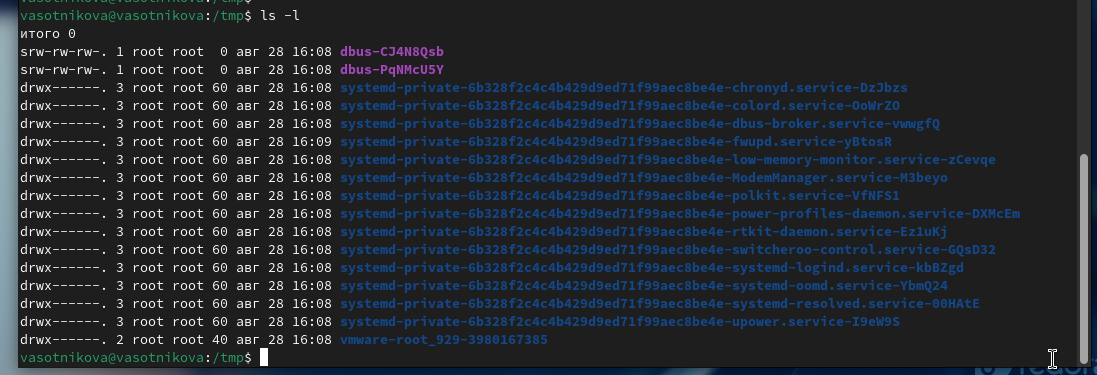 vasotnikova@vasotnikova:/tmp$ ls -l
итого 0
srw-rw-rw-. 1 root root  0 авг 28 16:08 dbus-CJ4N8Qsb
srw-rw-rw-. 1 root root  0 авг 28 16:08 dbus-PqNMcU5Y
drwx------. 3 root root 60 авг 28 16:08 systemd-private-6b328f2c4c4b429d9ed71f99aec8be4e-chronyd.service-DzJbzs
drwx------. 3 root root 60 авг 28 16:08 systemd-private-6b328f2c4c4b429d9ed71f99aec8be4e-colord.service-OoWrZO
drwx------. 3 root root 60 авг 28 16:08 systemd-private-6b328f2c4c4b429d9ed71f99aec8be4e-dbus-broker.service-vwwgfQ
drwx------. 3 root root 60 авг 28 16:09 systemd-private-6b328f2c4c4b429d9ed71f99aec8be4e-fwupd.service-yBtosR
drwx------. 3 root root 60 авг 28 16:08 systemd-private-6b328f2c4c4b429d9ed71f99aec8be4e-low-memory-monitor.service-zCevqe
drwx------. 3 root root 60 авг 28 16:08 systemd-private-6b328f2c4c4b429d9ed71f99aec8be4e-ModemManager.service-M3beyo
drwx------. 3 root root 60 авг 28 16:08 systemd-private-6b328f2c4c4b429d9ed71f99aec8be4e-polkit.service-VfNFS1
drwx------. 3 root root 60 авг 28 16:08 systemd-private-6b328f2c4c4b429d9ed71f99aec8be4e-power-profiles-daemon.service-DXMcEm
drwx------. 3 root root 60 авг 28 16:08 systemd-private-6b328f2c4c4b429d9ed71f99aec8be4e-rtkit-daemon.service-Ez1uKj
drwx------. 3 root root 60 авг 28 16:08 systemd-private-6b328f2c4c4b429d9ed71f99aec8be4e-switcheroo-control.service-GQsD32
drwx------. 3 root root 60 авг 28 16:08 systemd-private-6b328f2c4c4b429d9ed71f99aec8be4e-systemd-logind.service-kbBZgd
drwx------. 3 root root 60 авг 28 16:08 systemd-private-6b328f2c4c4b429d9ed71f99aec8be4e-systemd-oomd.service-YbmQ24
drwx------. 3 root root 60 авг 28 16:08 systemd-private-6b328f2c4c4b429d9ed71f99aec8be4e-systemd-resolved.service-00HAtE
drwx------. 3 root root 60 авг 28 16:08 systemd-private-6b328f2c4c4b429d9ed71f99aec8be4e-upower.service-I9eW9S
drwx------. 2 root root 40 авг 28 16:08 vmware-root_929-3980167385
vasotnikova@vasotnikova:/tmp$